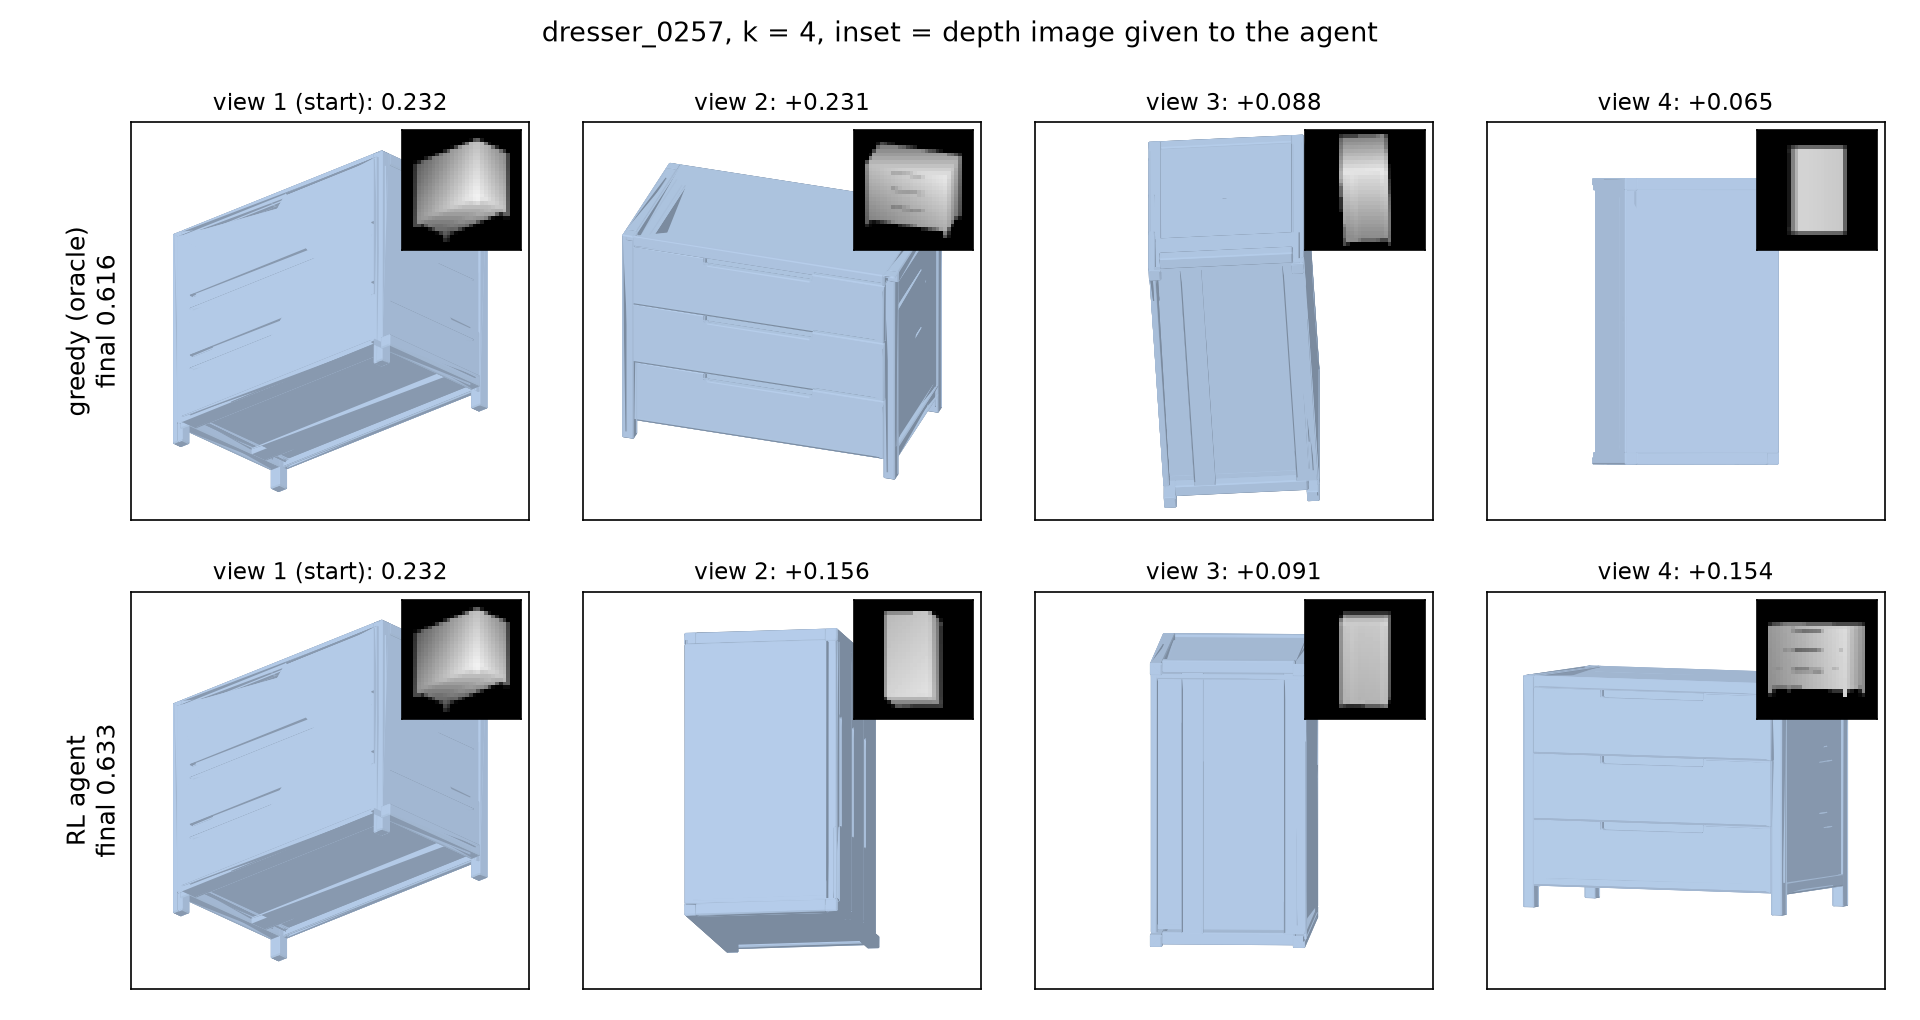 dresser_0257, k = 4, inset = depth image given to the agent
greedy (oracle)
final 0.616
view 1 (start): 0.232
view 2: +0.231
view 3: +0.088
view 4: +0.065
RL agent
final 0.633
view 1 (start): 0.232
view 2: +0.156
view 3: +0.091
view 4: +0.154